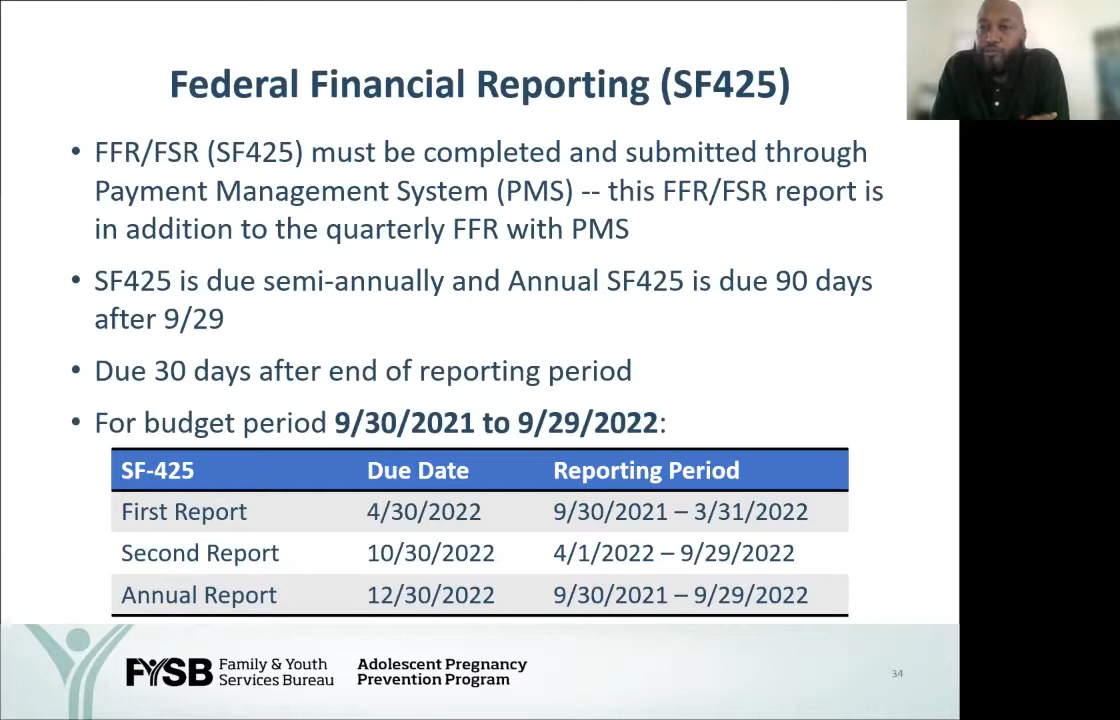 Federal Financial Reporting (SF425)
• FFR/FSR (SF425) must be completed and submitted through
Payment Management System (PMS) -- this FFR/FSR report is
in addition to the quarterly FFR with PMS
• SF425 is due semi-annually and Annual SF425 is due 90 days
after 9/29
• Due 30 days after end of reporting period
• For budget period 9/30/2021 to 9/29/2022:
SF-425 Due Date Reporting Period
First Report 4/30/2022 9/30/2021 – 3/31/2022
Second Report 10/30/2022 4/1/2022 – 9/29/2022
Annual Report 12/30/2022 9/30/2021 – 9/29/2022
FYSB Family & Youth
Services Bureau
Adolescent Pregnancy
Prevention Program
34